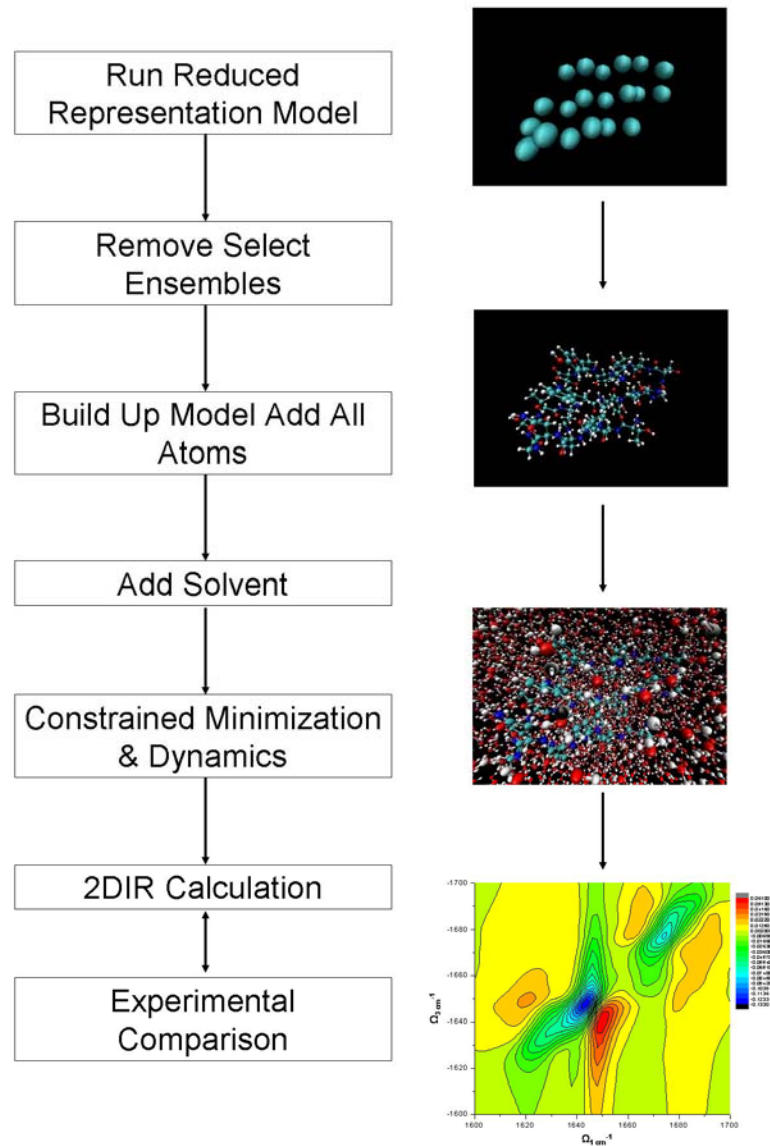 Run Reduced
Representation Model
Remove Select
Ensembles
Build Up Model Add All
Atoms
Add Solvent
Constrained Minimization
& Dynamics
2DIR Calculation
Experimental
Comparison
-1700
-1680
-1660
-1640
-1620
-1600
Ω3 cm-1
1600
1620
1640
1660
1680
1700
Ω1 cm-1